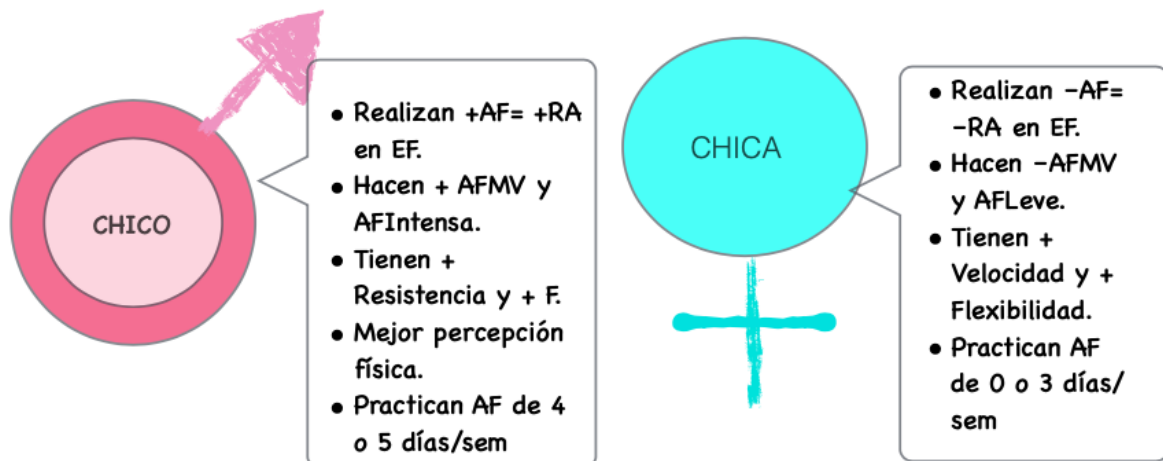 CHICO
• Realizan +AF= +RA
en EF.
• Hacen + AFMV y
AFIntensa.
• Tienen +
Resistencia y + F.
• Mejor percepción
física.
• Practican AF de 4
o 5 días/sem
CHICA
• Realizan -AF=
-RA en EF.
• Hacen -AFMV
y AFLeve.
• Tienen +
Velocidad y +
Flexibilidad.
• Practican AF
de 0 o 3 días/
sem